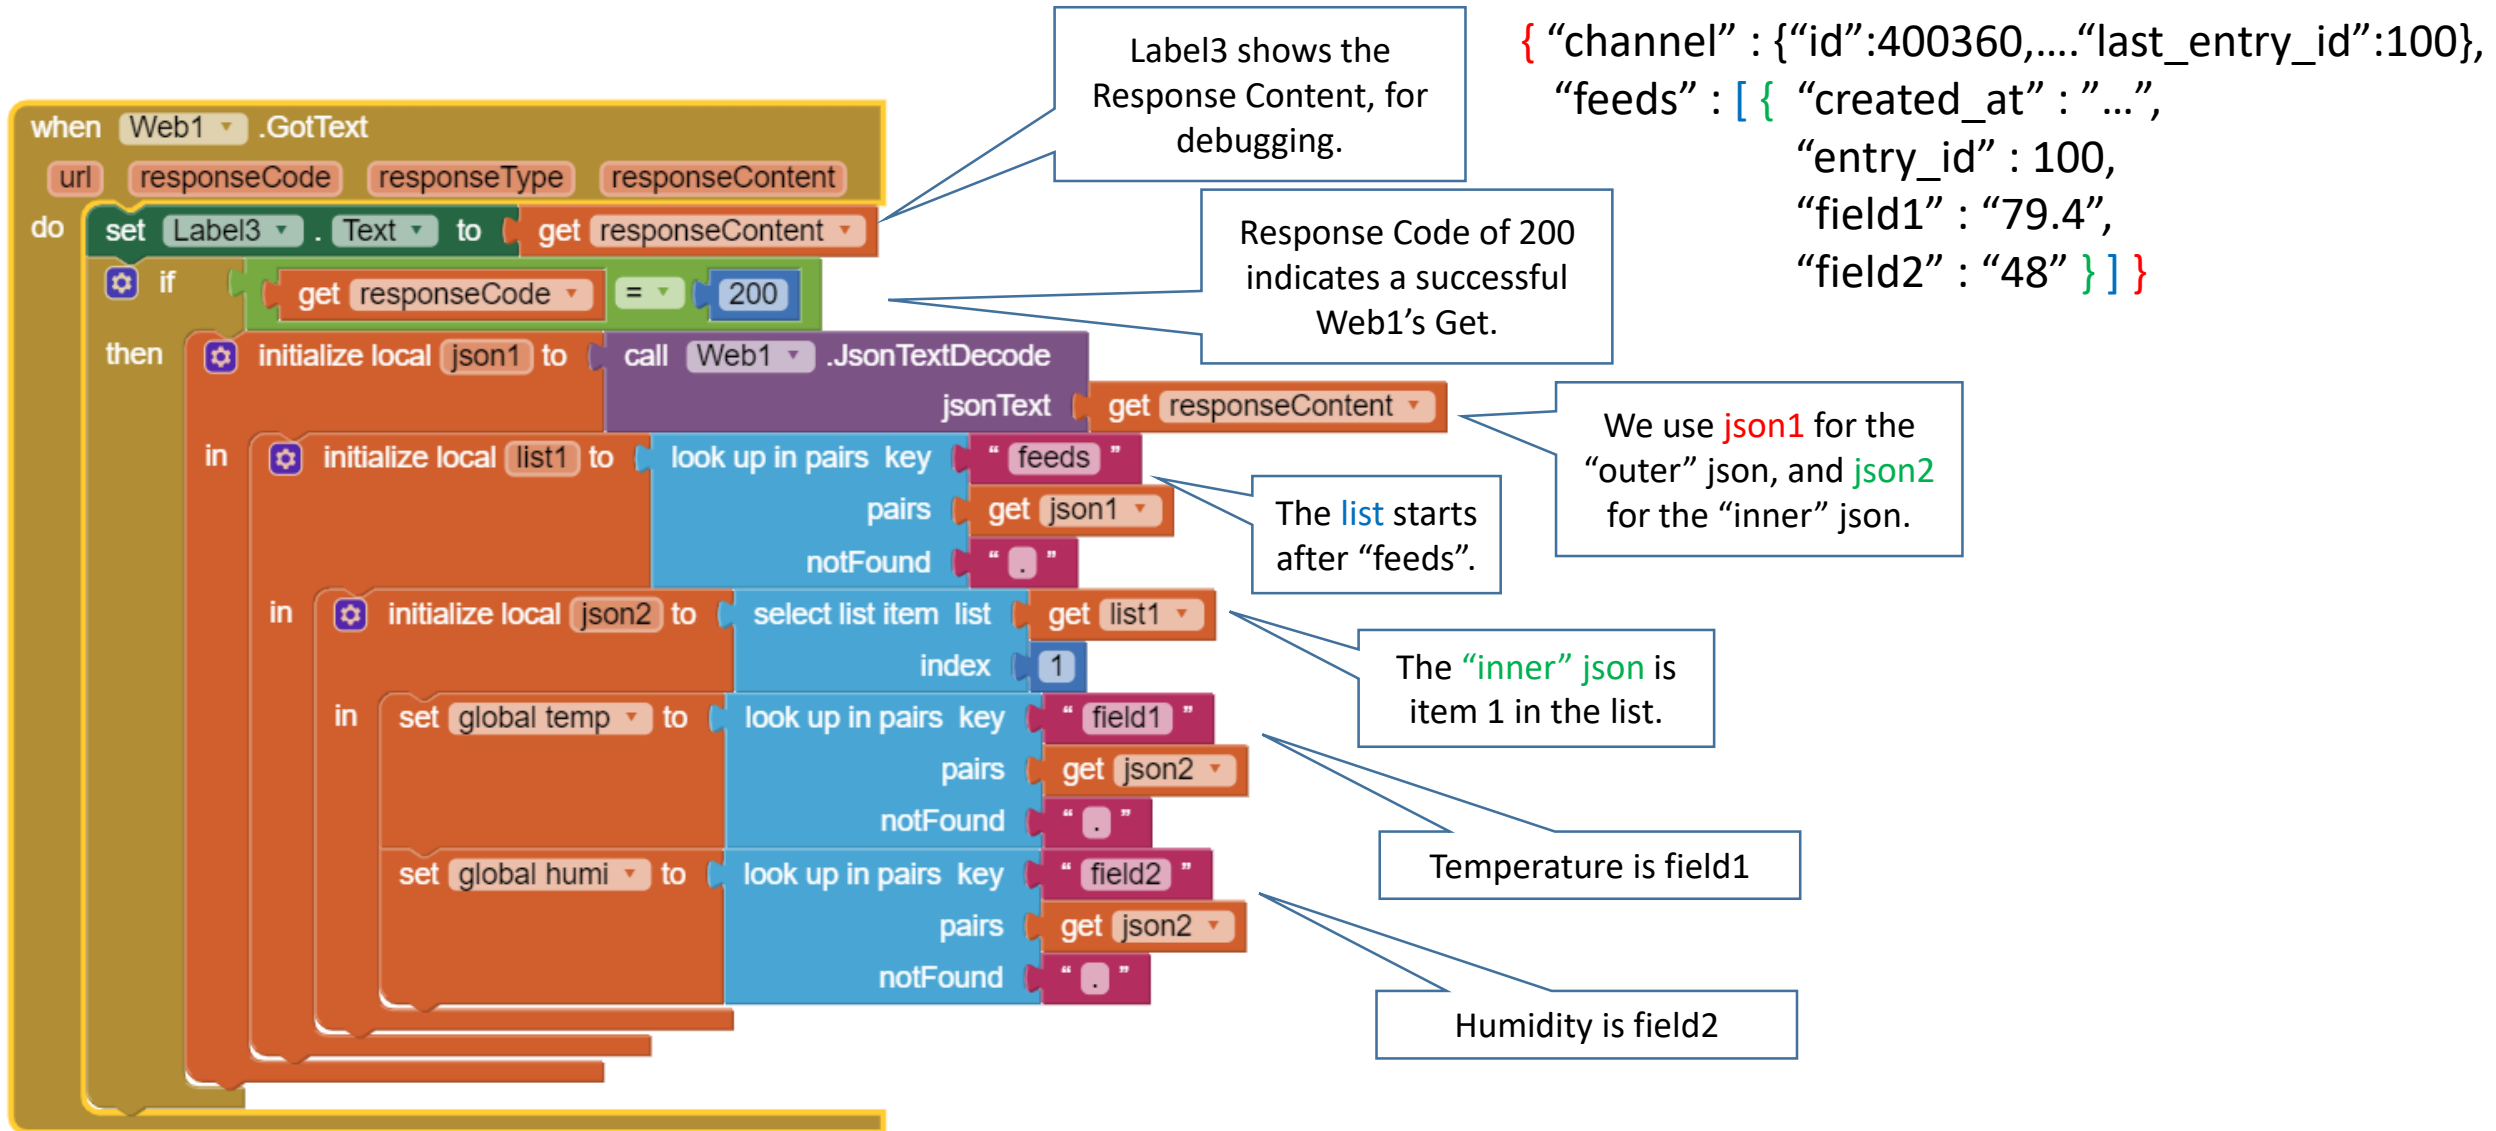 when Web1 .GotText
url responseCode responseType responseContent
do set Label3 . Text to get responseContent
if get responseCode = 200
then initialize local json1 to call Web1 .JsonTextDecode
jsonText get responseContent
in initialize local list1 to look up in pairs key “ feeds ”
pairs get json1
notFound “ . ”
in initialize local json2 to select list item list get list1
index 1
in set global temp to look up in pairs key “ field1 ”
pairs get json2
notFound “ . ”
set global humi to look up in pairs key “ field2 ”
pairs get json2
notFound “ . ”
Label3 shows the
Response Content, for
debugging.
Response Code of 200
indicates a successful
Web1’s Get.
{ “channel” : {“id”:400360,….“last_entry_id”:100},
“feeds” : [ { “created_at” : ”…”,
“entry_id” : 100,
“field1” : “79.4”,
“field2” : “48” } ] }
We use json1 for the
“outer” json, and json2
for the “inner” json.
The list starts
after “feeds”.
The “inner” json is
item 1 in the list.
Temperature is field1
Humidity is field2